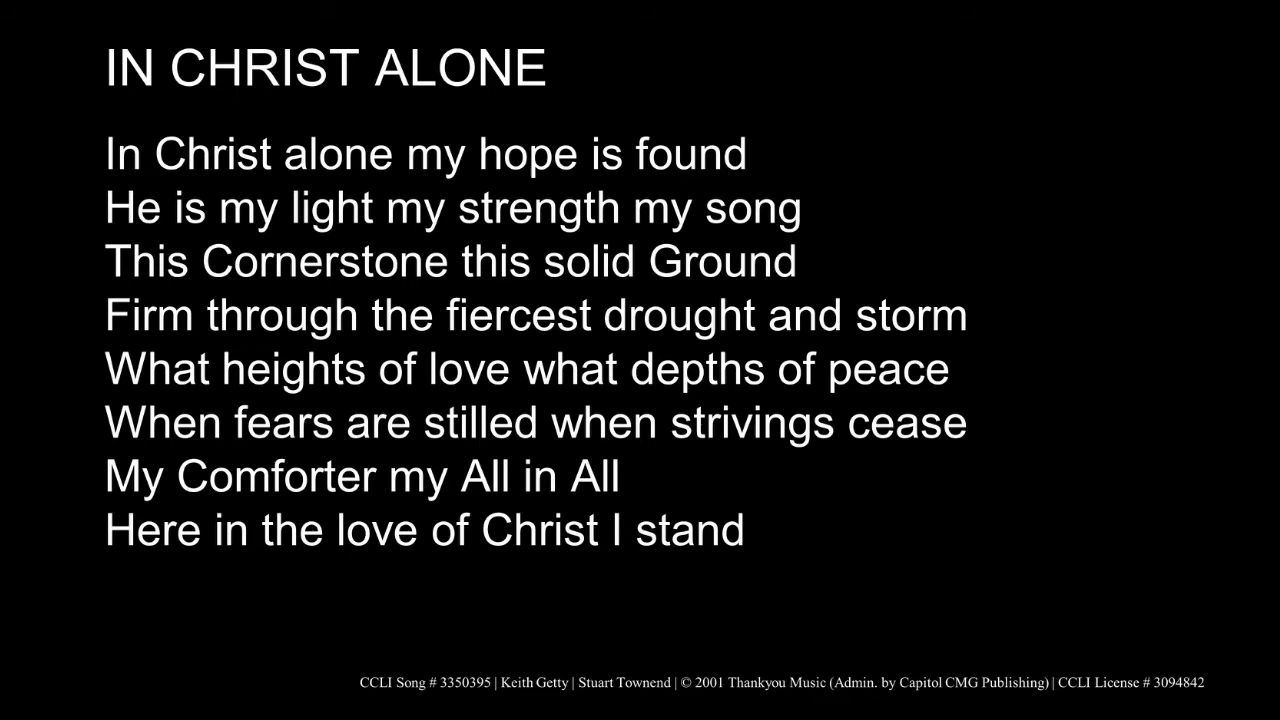 IN CHRIST ALONE
In Christ alone my hope is found
He is my light my strength my song
This Cornerstone this solid Ground
Firm through the fiercest drought and storm
What heights of love what depths of peace
When fears are stilled when strivings cease
My Comforter my All in All
Here in the love of Christ I stand
CCLI Song # 3350395 | Keith Getty | Stuart Townend | © 2001 Thankyou Music (Admin. by Capitol CMG Publishing) | CCLI License # 3094842